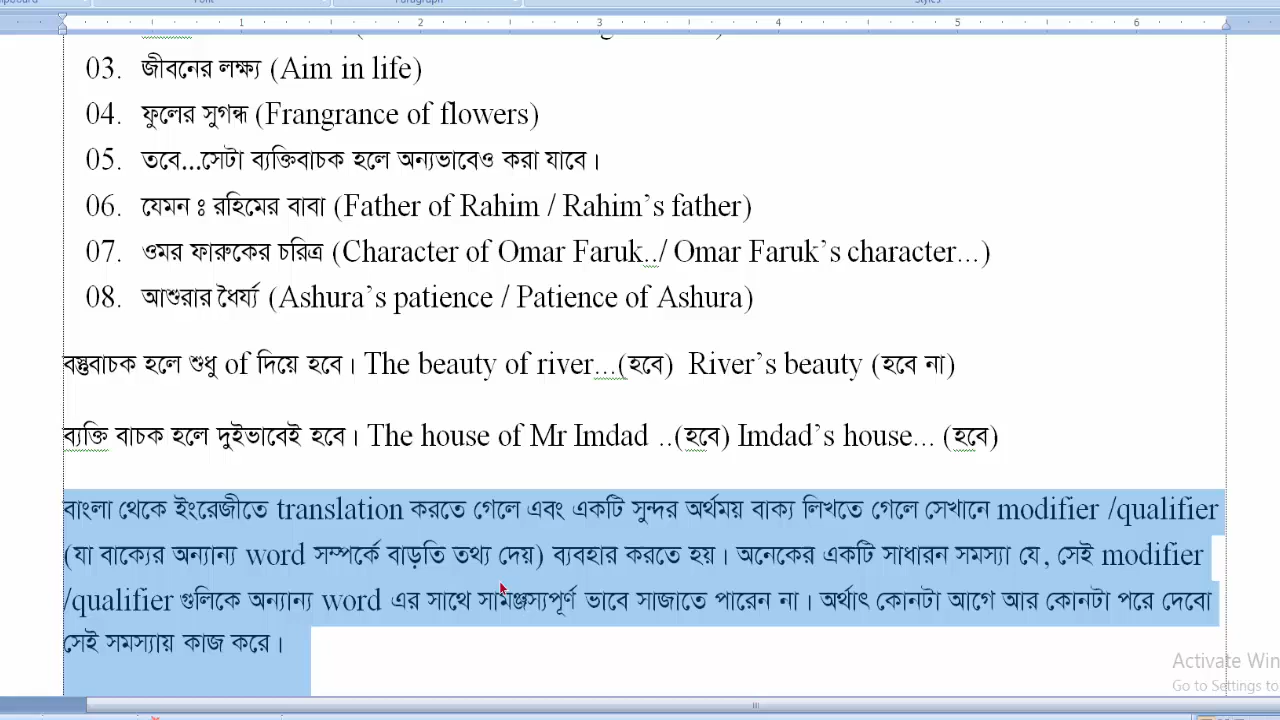 1 2 3 4 5 6
03. জীবনের লক্ষ্য (Aim in life)
04. ফুলের সুগন্ধ (Frangrance of flowers)
05. তবে...সেটা ব্যক্তিবাচক হলে অন্যভাবেও করা যাবে।
06. যেমন ঃ রহিমের বাবা (Father of Rahim / Rahim’s father)
07. ওমর ফারুকের চরিত্র (Character of Omar Faruk../ Omar Faruk’s character...)
08. আশুরার ধৈর্য্য (Ashura’s patience / Patience of Ashura)
বস্তুবাচক হলে শুধু of দিয়ে হবে। The beauty of river...(হবে) River’s beauty (হবে না)
ব্যক্তি বাচক হলে দুইভাবেই হবে। The house of Mr Imdad ..(হবে) Imdad’s house... (হবে)
বাংলা থেকে ইংরেজীতে translation করতে গেলে এবং একটি সুন্দর অর্থময় বাক্য লিখতে গেলে সেখানে modifier /qualifier
(যা বাক্যের অন্যান্য word সম্পর্কে বাড়তি তথ্য দেয়) ব্যবহার করতে হয়। অনেকের একটি সাধারন সমস্যা যে, সেই modifier
/qualifier গুলিকে অন্যান্য word এর সাথে সামঞ্জস্যপূর্ণ ভাবে সাজাতে পারেন না। অর্থাৎ কোনটা আগে আর কোনটা পরে দেবো
সেই সমস্যায় কাজ করে।
Activate Win
Go to Settings to